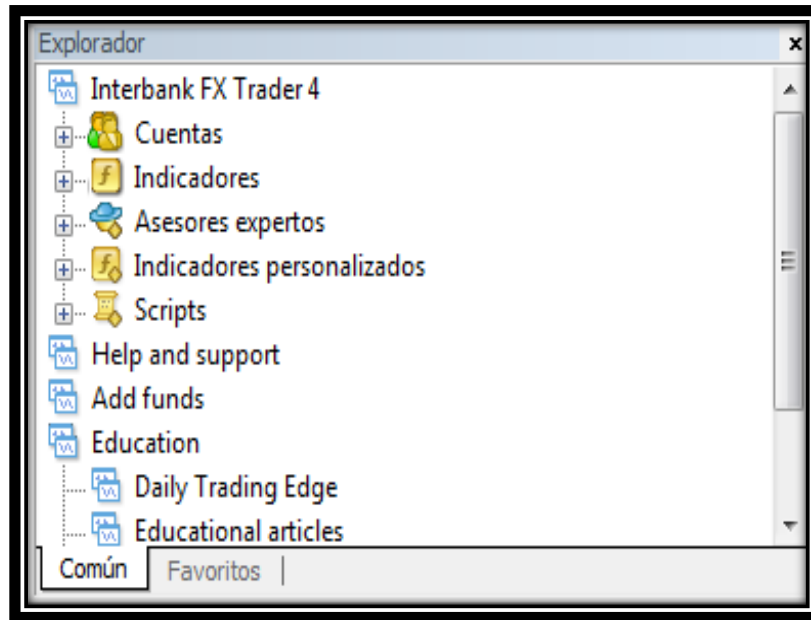 Explorador
Interbank FX Trader 4
Cuentas
Indicadores
Asesores expertos
Indicadores personalizados
Scripts
Help and support
Add funds
Education
Daily Trading Edge
Educational articles
Común Favoritos